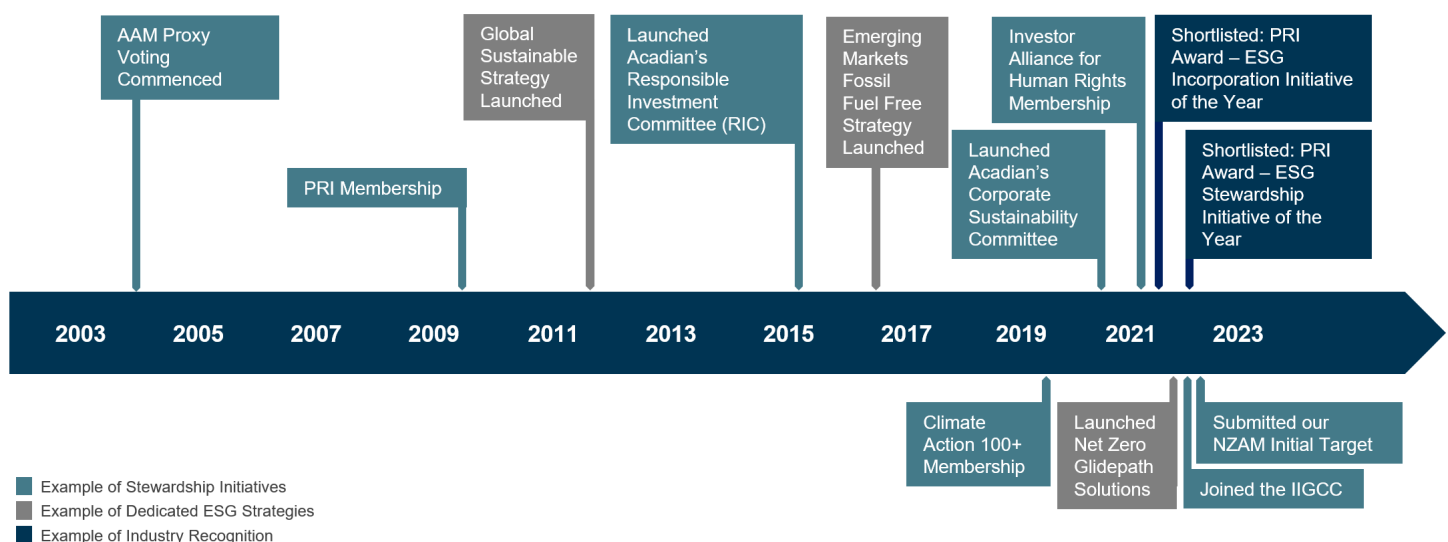 AAM Proxy
Voting
Commenced
PRI Membership
Global
Sustainable
Strategy
Launched
Launched
Acadian's
Responsible
Investment
Committee (RIC)
Emerging
Markets
Fossil
Fuel Free
Strategy
Launched
Launched
Acadian's
Corporate
Sustainability
Committee
Investor
Alliance for
Human Rights
Membership
Shortlisted: PRI
Award – ESG
Incorporation Initiative
of the Year
Shortlisted: PRI
Award – ESG
Stewardship
Initiative of the
Year
2003 2005 2007 2009 2011 2013 2015 2017 2019 2021 2023
Climate
Action 100+
Membership
Launched
Net Zero
Glidepath
Solutions
Submitted our
NZAM Initial Target
Joined the IIGCC
Example of Stewardship Initiatives
Example of Dedicated ESG Strategies
Example of Industry Recognition